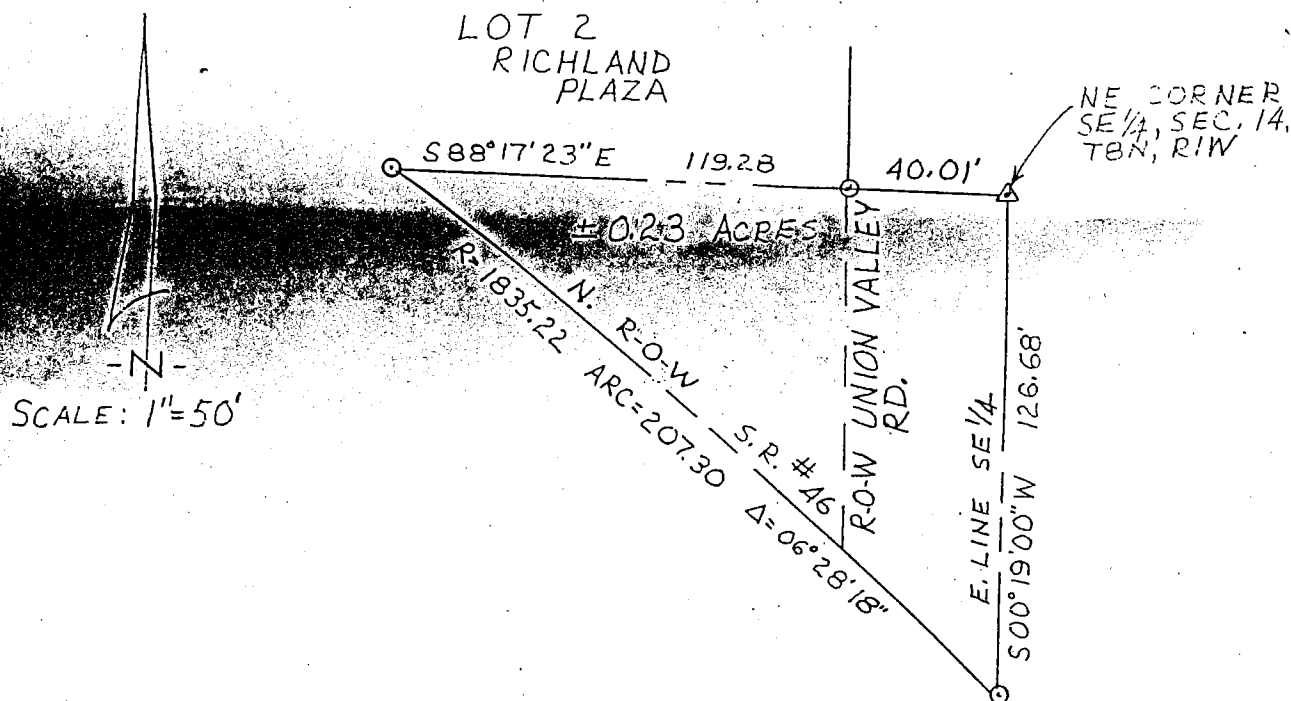 LOT 2
RICHLAND
PLAZA
NE CORNER
SE 1/4, SEC. 14,
T8N, R1W
S88°17'23"E 119.28 40.01'
±0.23 ACRES
R=1835.22 ARC=207.30 Δ=06°28'18"
N. R-O-W S.R. #46
R-O-W UNION VALLEY
RD.
E. LINE SE 1/4
S00°19'00"W 126.68'
-N-
SCALE: 1"=50'